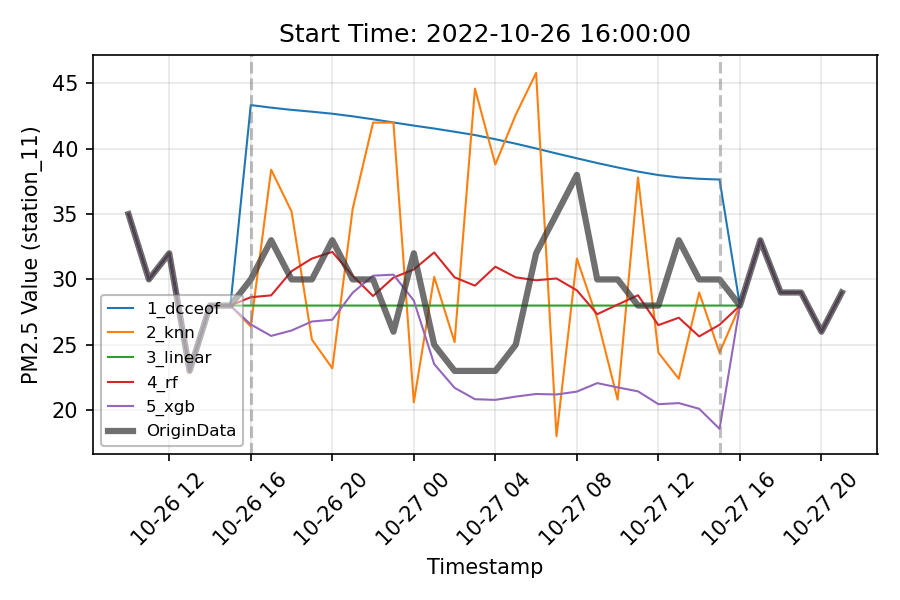 Start Time: 2022-10-26 16:00:00
PM2.5 Value (station_11)
45
40
35
30
25
20
1_dcceof
2_knn
3_linear
4_rf
5_xgb
OriginData
10-26 12
10-26 16
10-26 20
10-27 00
10-27 04
10-27 08
10-27 12
10-27 16
10-27 20
Timestamp